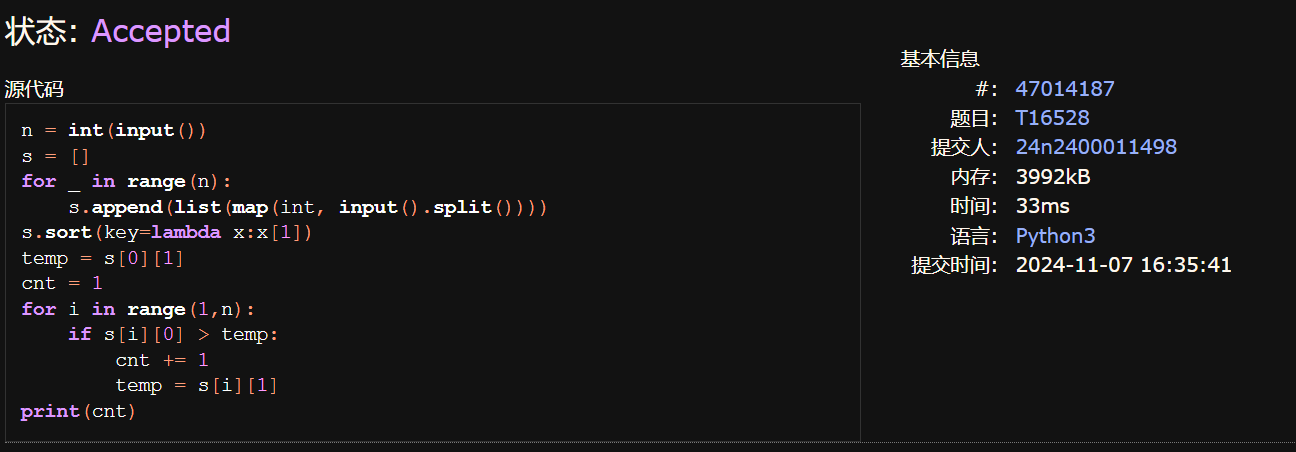 状态: Accepted
源代码
n = int(input())
s = []
for _ in range(n):
    s.append(list(map(int, input().split())))
s.sort(key=lambda x:x[1])
temp = s[0][1]
cnt = 1
for i in range(1,n):
    if s[i][0] > temp:
        cnt += 1
        temp = s[i][1]
print(cnt)
基本信息
#: 47014187
题目: T16528
提交人: 24n2400011498
内存: 3992kB
时间: 33ms
语言: Python3
提交时间: 2024-11-07 16:35:41